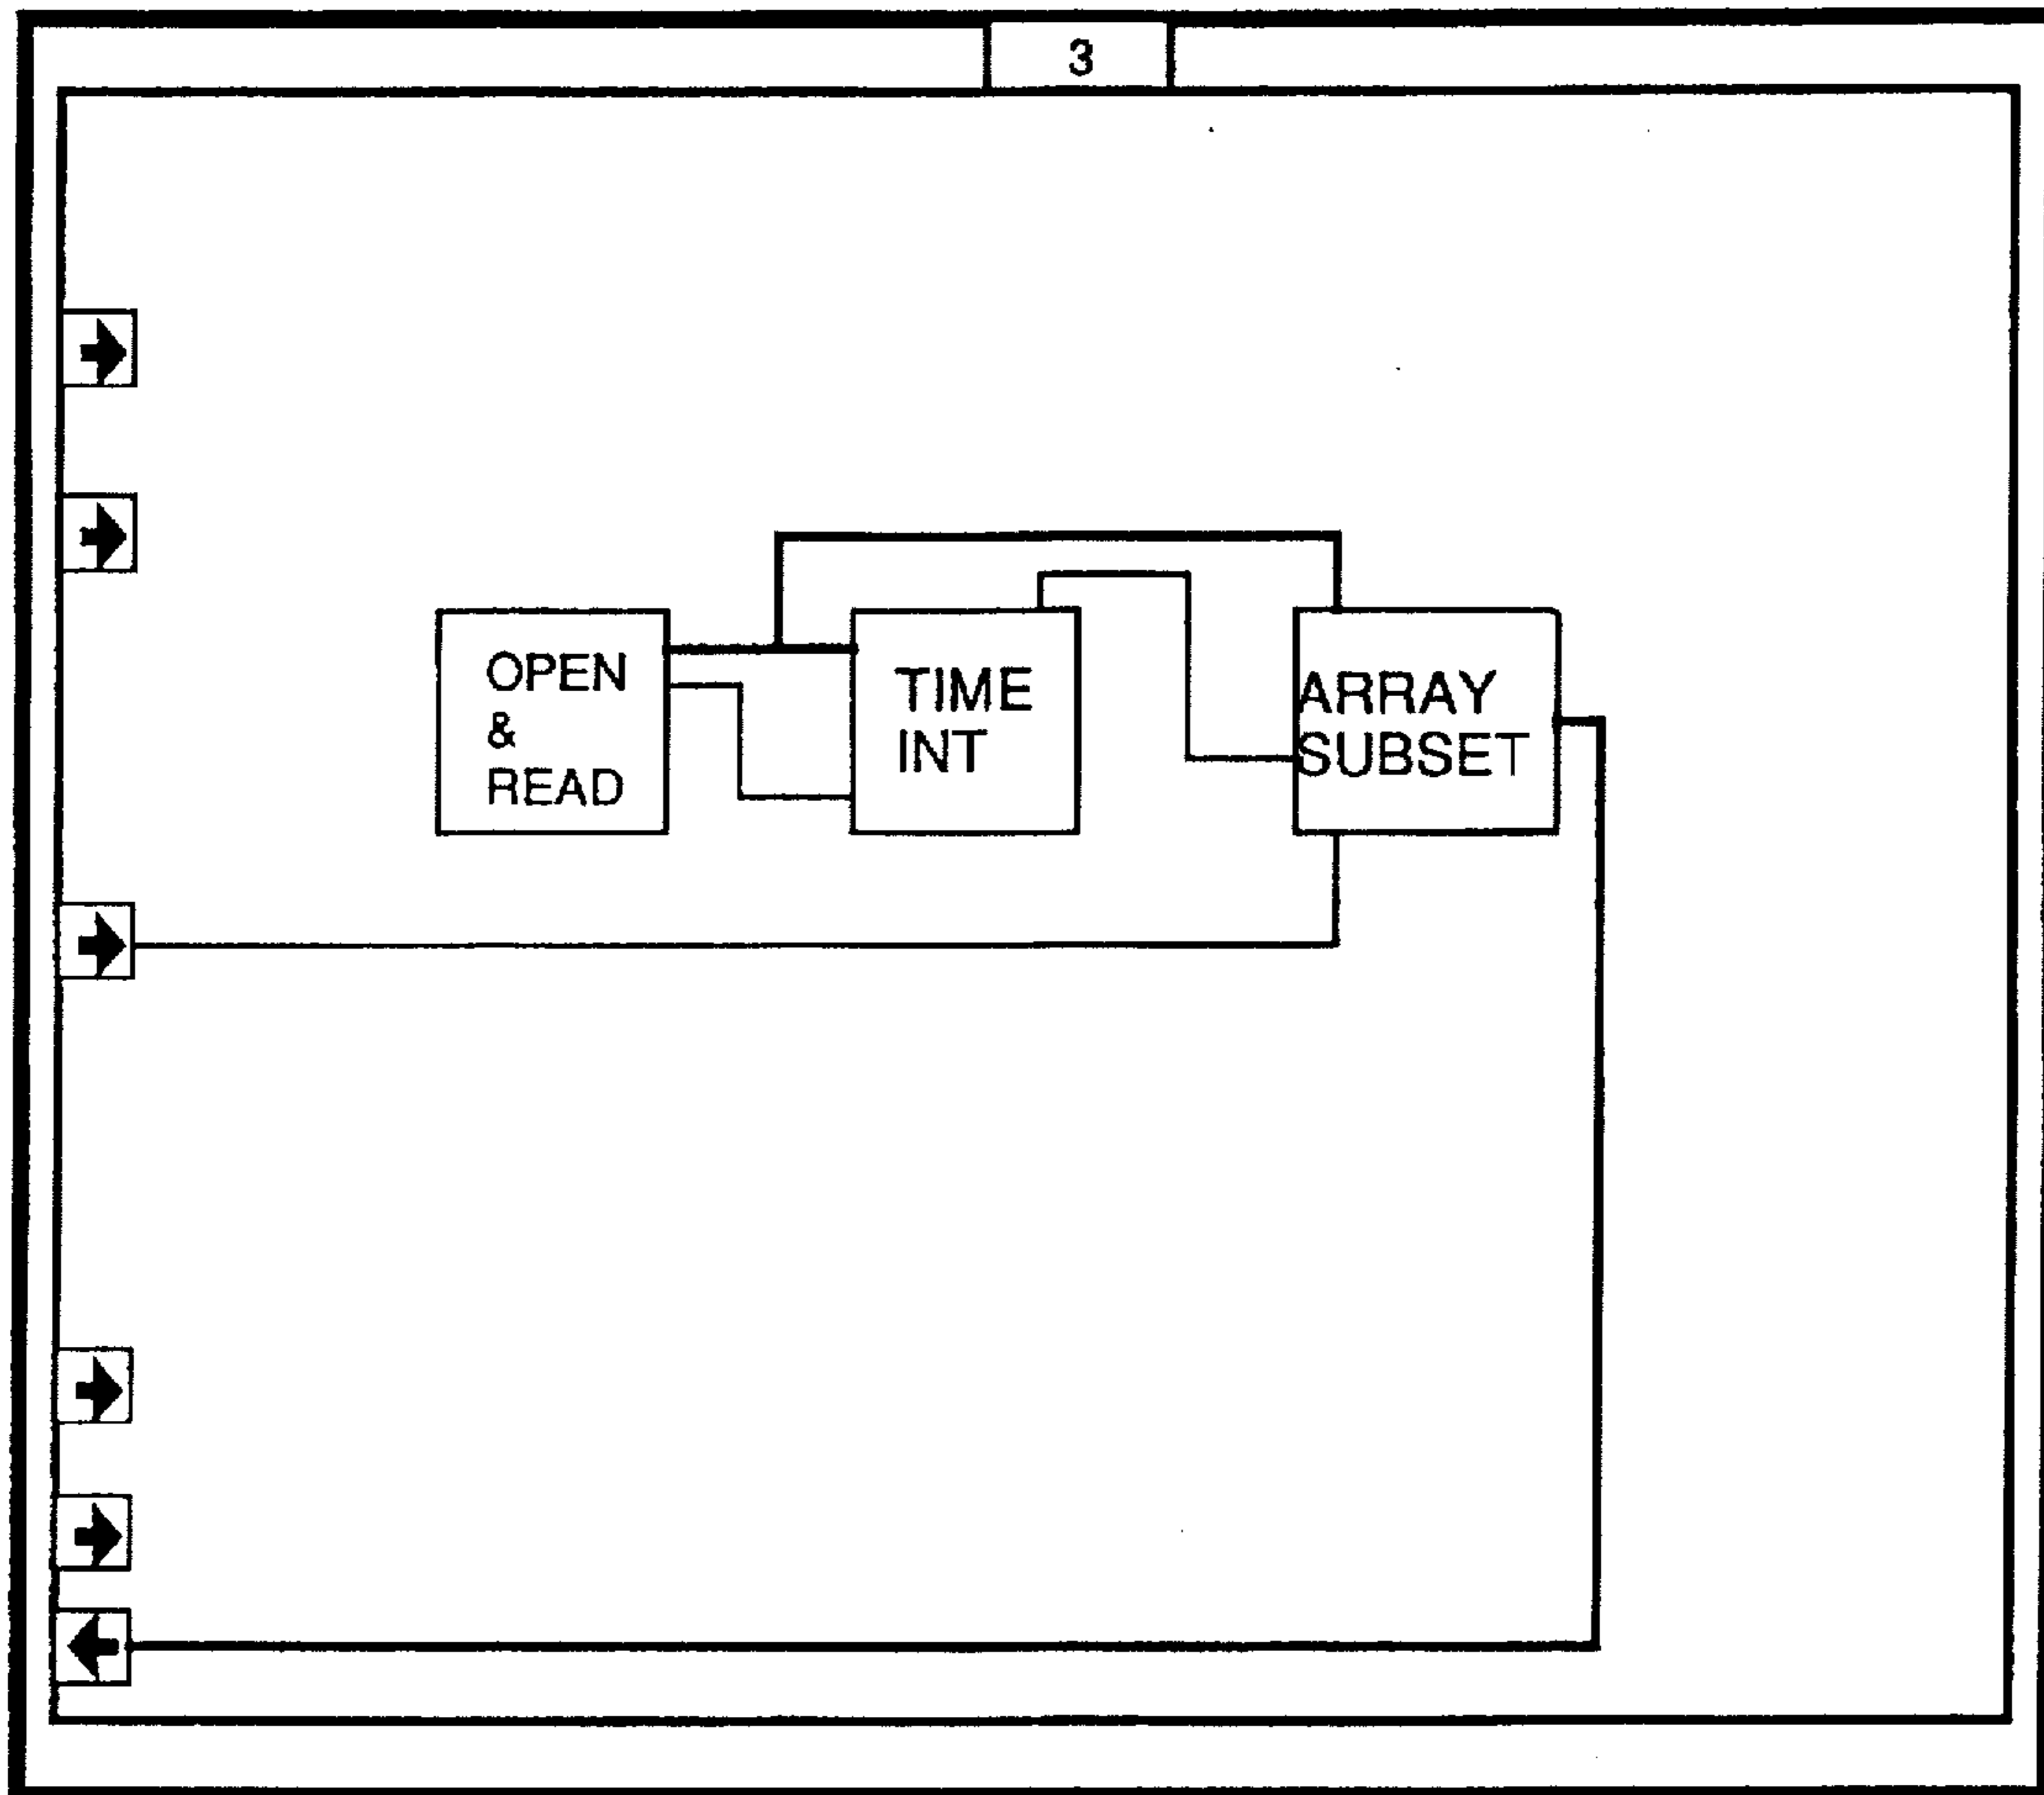 3
OPEN
&
READ
TIME
INT
ARRAY
SUBSET